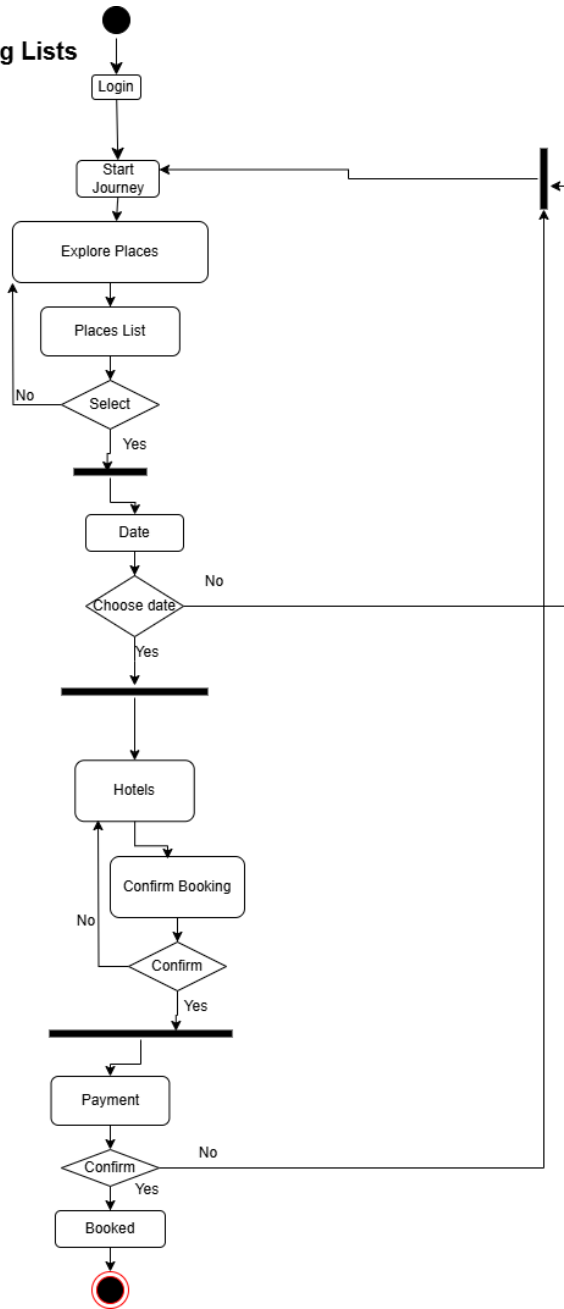 g Lists
Login
Start
Journey
Explore Places
Places List
No
Select
Yes
Date
No
Choose date
Yes
Hotels
Confirm Booking
No
Confirm
Yes
Payment
No
Confirm
Yes
Booked